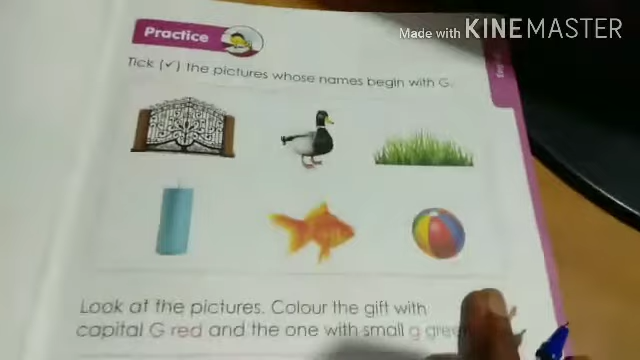 Made with KINEMASTER
Practice
Tick (✓) the pictures whose names begin with G.
Look at the pictures. Colour the gift with
capital G red and the one with small g